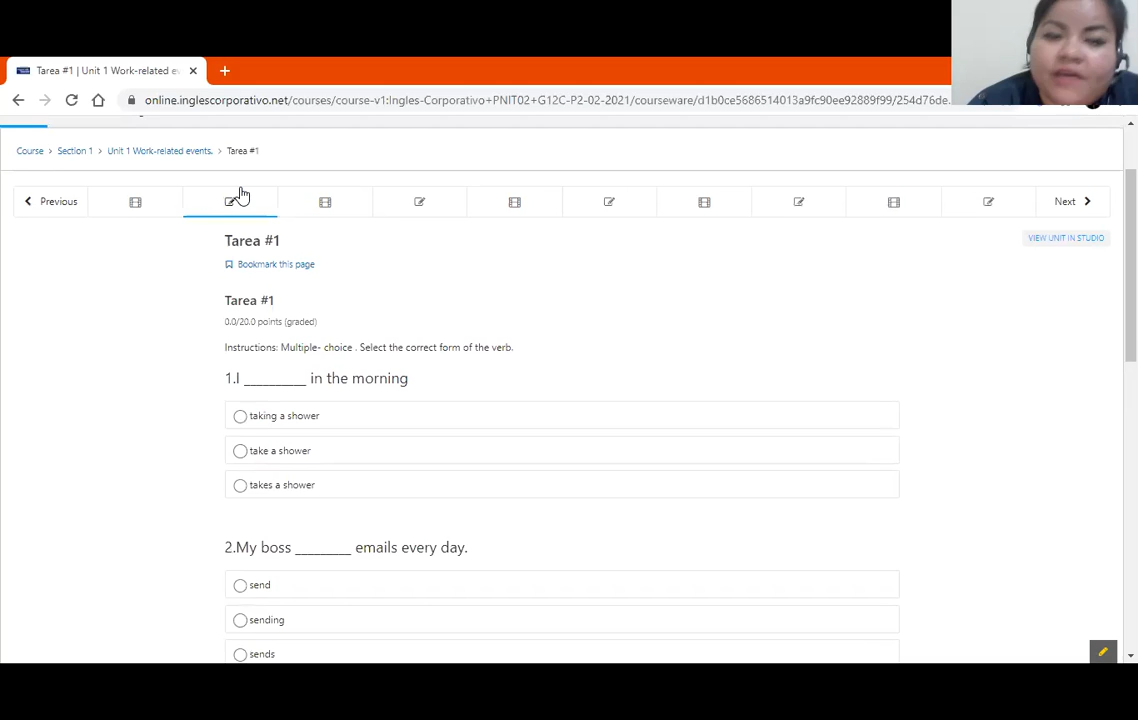 Tarea #1 | Unit 1 Work-related ev
online.inglescorporativo.net/courses/course-v1:Ingles-Corporativo+PNIT02+G12C-P2-02-2021/courseware/d1b0ce5686514013a9fc90ee92889f99/254d76de.
Course > Section 1 > Unit 1 Work-related events. > Tarea #1
Previous
Next
Tarea #1
VIEW UNIT IN STUDIO
Bookmark this page
Tarea #1
0.0/20.0 points (graded)
Instructions: Multiple- choice . Select the correct form of the verb.
1.I __________ in the morning
taking a shower
take a shower
takes a shower
2.My boss ________ emails every day.
send
sending
sends